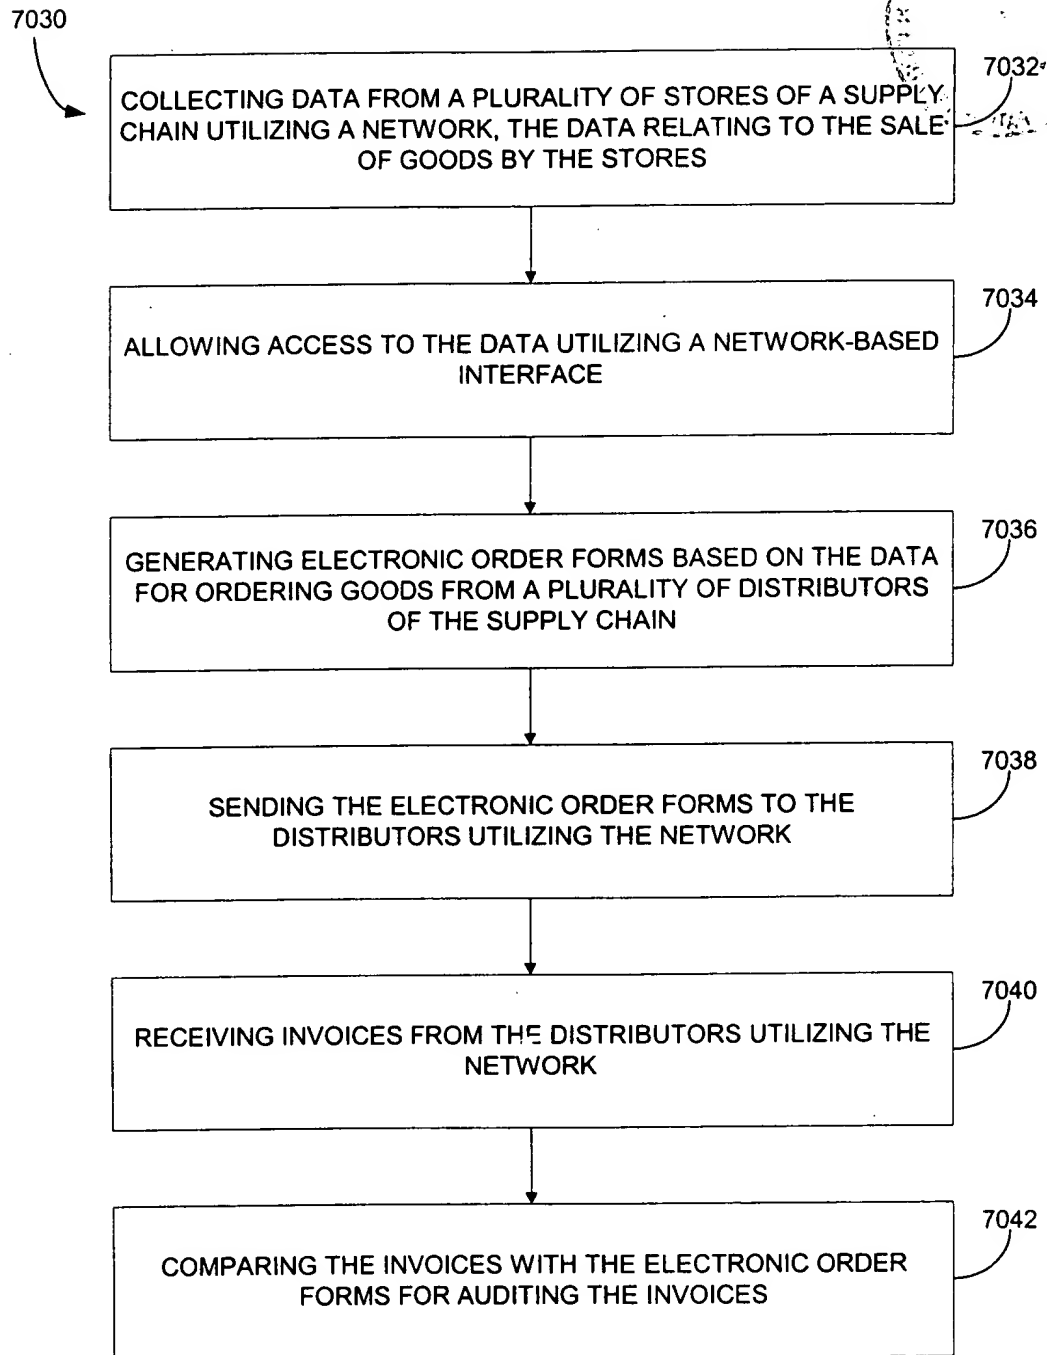 7030
7032
COLLECTING DATA FROM A PLURALITY OF STORES OF A SUPPLY
CHAIN UTILIZING A NETWORK, THE DATA RELATING TO THE SALE
OF GOODS BY THE STORES
7034
ALLOWING ACCESS TO THE DATA UTILIZING A NETWORK-BASED
INTERFACE
7036
GENERATING ELECTRONIC ORDER FORMS BASED ON THE DATA
FOR ORDERING GOODS FROM A PLURALITY OF DISTRIBUTORS
OF THE SUPPLY CHAIN
7038
SENDING THE ELECTRONIC ORDER FORMS TO THE
DISTRIBUTORS UTILIZING THE NETWORK
7040
RECEIVING INVOICES FROM THE DISTRIBUTORS UTILIZING THE
NETWORK
7042
COMPARING THE INVOICES WITH THE ELECTRONIC ORDER
FORMS FOR AUDITING THE INVOICES